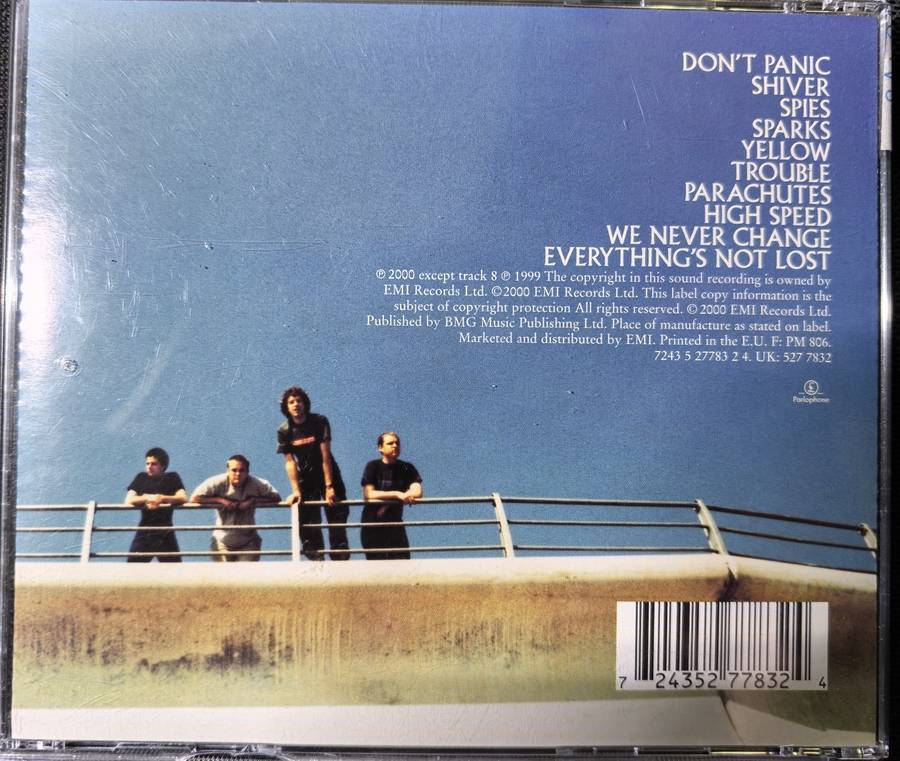 DON'T PANIC
SHIVER
SPIES
SPARKS
YELLOW
TROUBLE
PARACHUTES
HIGH SPEED
WE NEVER CHANGE
EVERYTHING'S NOT LOST
℗ 2000 except track 8 ℗ 1999 The copyright in this sound recording is owned by
EMI Records Ltd. ©2000 EMI Records Ltd. This label copy information is the
subject of copyright protection All rights reserved. © 2000 EMI Records Ltd.
Published by BMG Music Publishing Ltd. Place of manufacture as stated on label.
Marketed and distributed by EMI. Printed in the E.U. F: PM 806.
7243 5 27783 2 4. UK: 527 7832
Parlophone
7 24352 77832 4